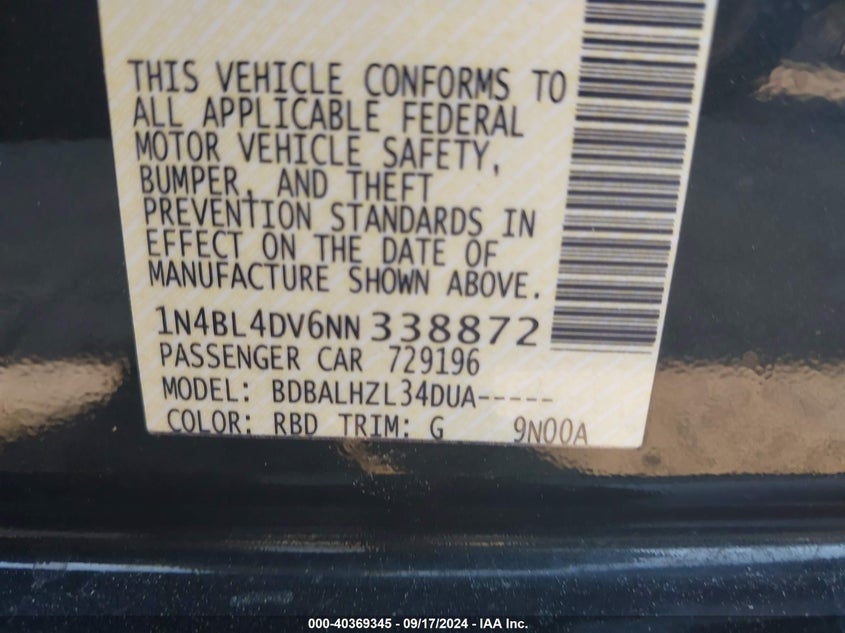 THIS VEHICLE CONFORMS TO
ALL APPLICABLE FEDERAL
MOTOR VEHICLE SAFETY,
BUMPER, AND THEFT
PREVENTION STANDARDS IN
EFFECT ON THE DATE OF
MANUFACTURE SHOWN ABOVE.
1N4BL4DV6NN338872
PASSENGER CAR 729196
MODEL: BDBALHZL34DUA-----
COLOR: RBD TRIM: G 9N00A
000-40369345 - 09/17/2024 - IAA Inc.